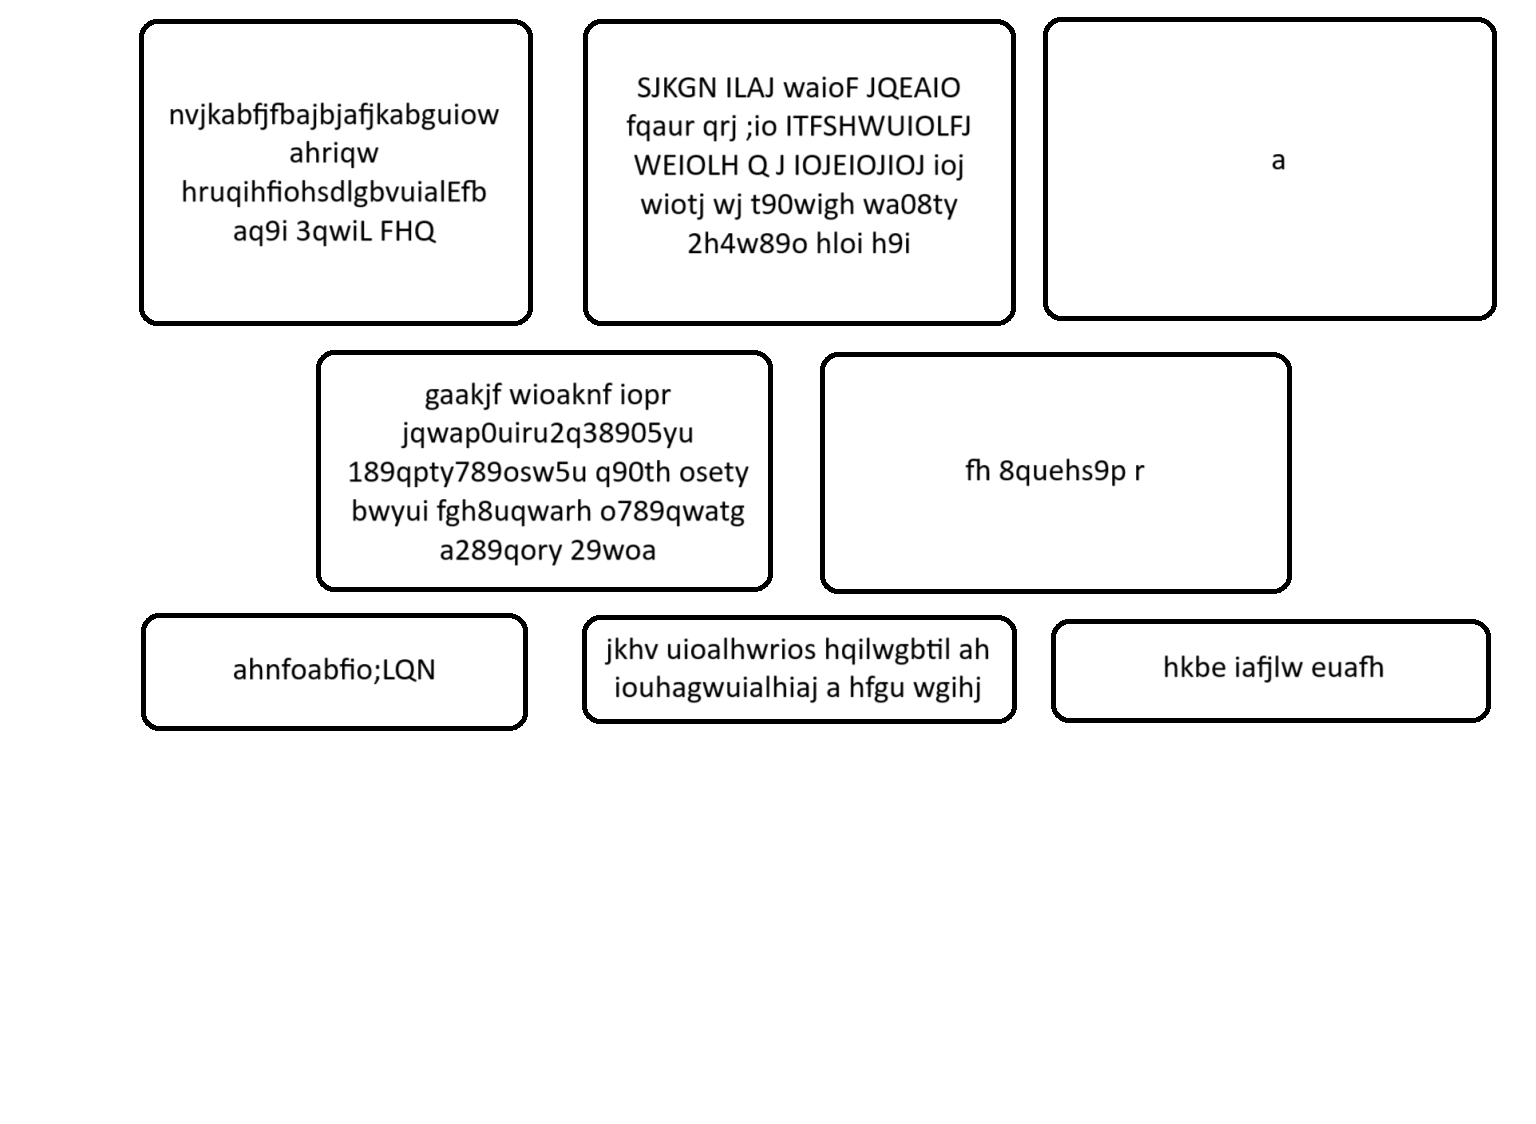 nvjkabfjfbajbjafjkabguiow
ahriqw
hruqihfiohsdlgbvuialEfb
aq9i 3qwiL FHQ
SJKGN ILAJ waioF JQEAIO
fqaur qrj ;io ITFSHWUIOLFJ
WEIOLH Q J IOJEIOJIOJ ioj
wiotj wj t90wigh wa08ty
2h4w89o hloi h9i
a
gaakjf wioaknf iopr
jqwap0uiru2q38905yu
189qpty789osw5u q90th osety
bwyui fgh8uqwarh o789qwatg
a289qory 29woa
fh 8quehs9p r
ahnfoabfio;LQN
jkhv uioalhwrios hqilwgbtil ah
iouhagwuialhiaj a hfgu wgihj
hkbe iafjlw euafh